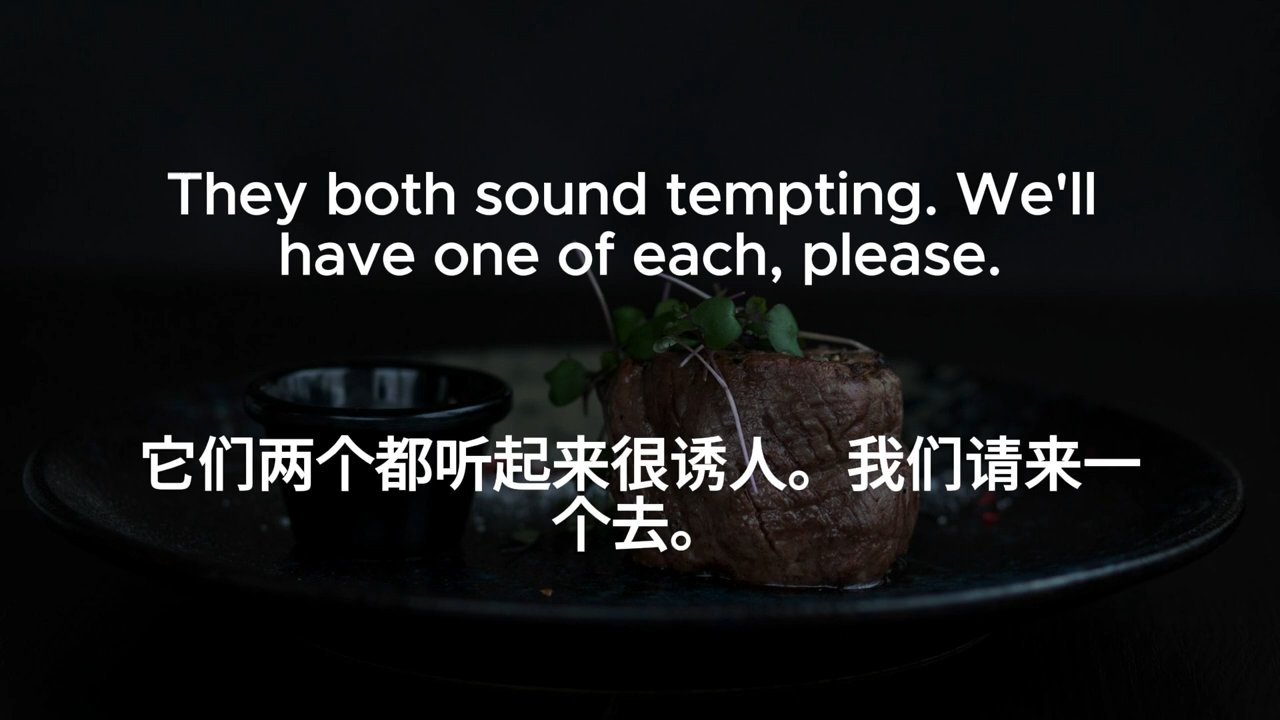 They both sound tempting. We'll
have one of each, please.
它们两个都听起来很诱人。我们请来一
个去。